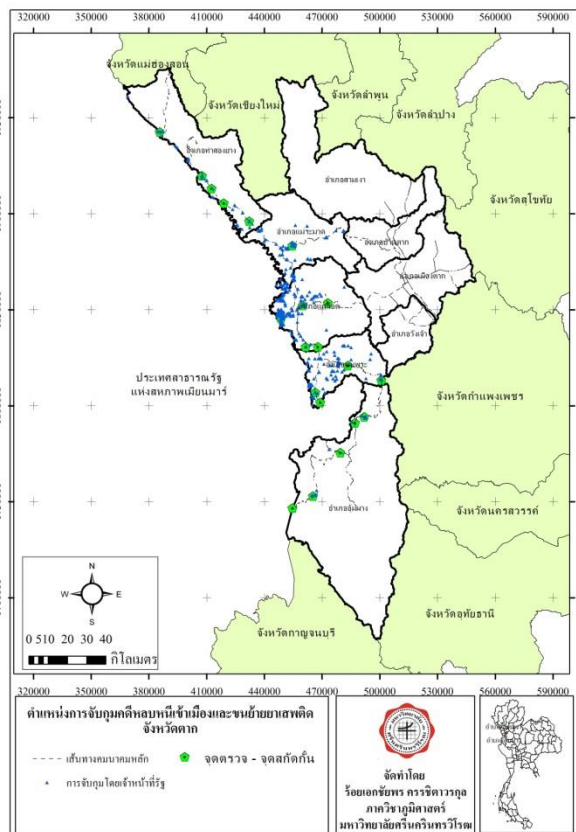 320000 350000 380000 410000 440000 470000 500000 530000 560000 590000
จังหวัดแม่ฮ่องสอน
จังหวัดเชียงใหม่
จังหวัดลำพูน
จังหวัดลำปาง
จังหวัดสุโขทัย
อำเภอท่าสองยาง
อำเภอสามเงา
อำเภอแม่ระมาด
อำเภอบ้านตาก
อำเภอเมืองตาก
อำเภอวังเจ้า
ประเทศสาธารณรัฐ
แห่งสหภาพเมียนมาร์
จังหวัดกำแพงเพชร
จังหวัดนครสวรรค์
อำเภออุ้มผาง
จังหวัดอุทัยธานี
จังหวัดกาญจนบุรี
N
W E
S
0 5 10 20 30 40
กิโลเมตร
320000 350000 380000 410000 440000 470000 500000 530000 560000 590000
ตำแหน่งการจับกุมคดีหลบหนีเข้าเมืองและขนย้ายยาเสพติด
จังหวัดตาก
เส้นทางคมนาคมหลัก
จุดตรวจ - จุดสกัดกั้น
การจับกุมโดยเจ้าหน้าที่รัฐ
จัดทำโดย
ร้อยเอกชัยพร ครรชิตาวรกุล
ภาควิชาภูมิศาสตร์
มหาวิทยาลัยศรีนครินทรวิโรฒ